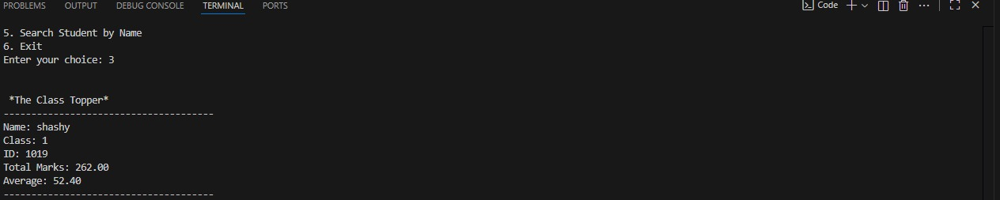 PROBLEMS OUTPUT DEBUG CONSOLE TERMINAL PORTS Code
5. Search Student by Name
6. Exit
Enter your choice: 3
*The Class Topper*
--------------------------------------
Name: shashy
Class: 1
ID: 1019
Total Marks: 262.00
Average: 52.40
--------------------------------------